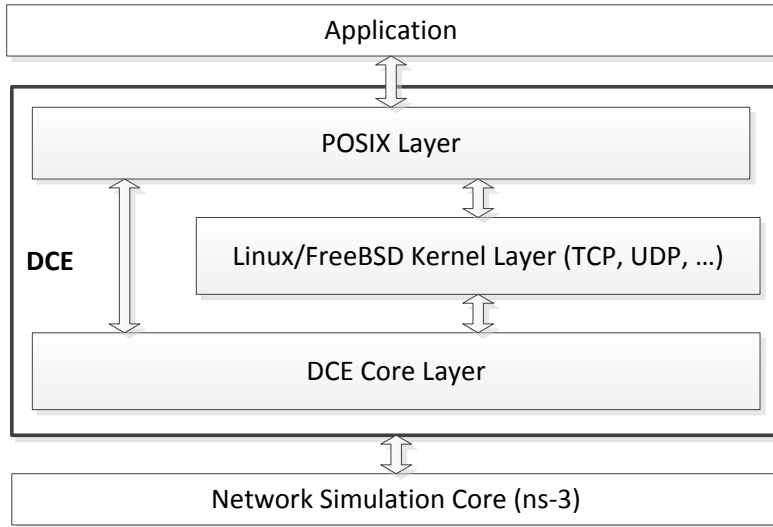 Application
POSIX Layer
Linux/FreeBSD Kernel Layer (TCP, UDP, ...)
DCE
DCE Core Layer
Network Simulation Core (ns-3)